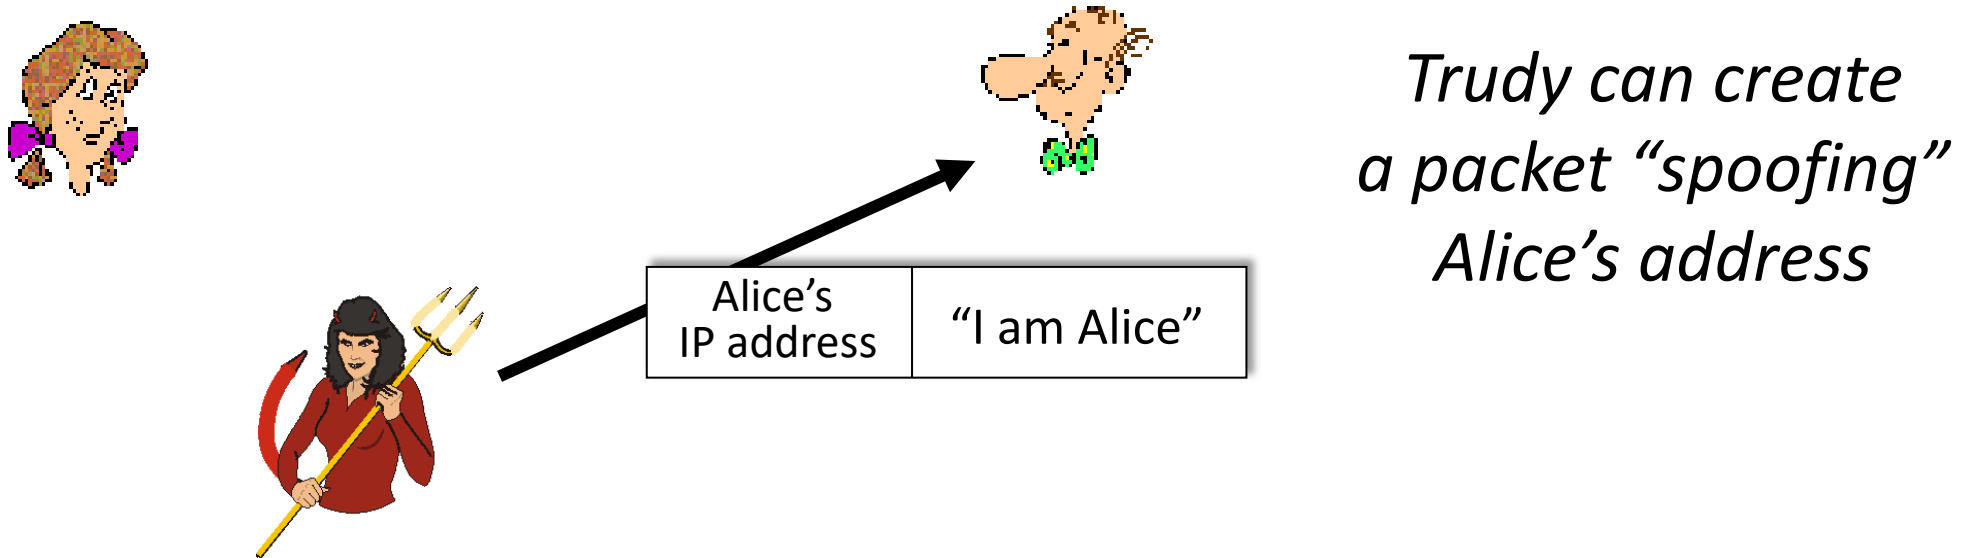 Trudy can create
a packet “spoofing”
Alice’s address
Alice’s
IP address
“I am Alice”